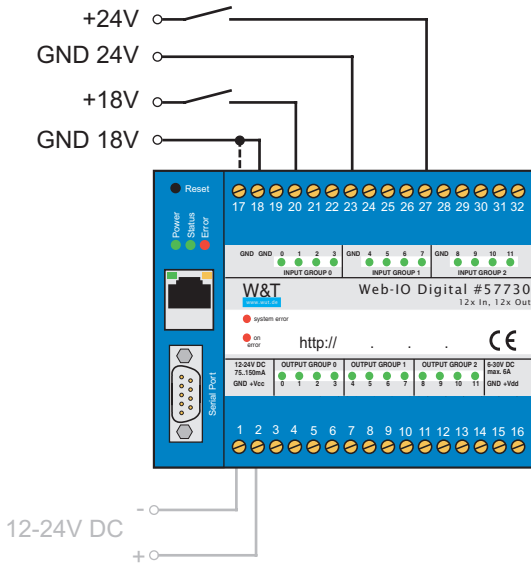 +24V
GND 24V
+18V
GND 18V
Reset
17 18 19 20 21 22 23 24 25 26 27 28 29 30 31 32
Power
Status
Error
GND GND 0 1 2 3 GND 4 5 6 7 GND 8 9 10 11
INPUT GROUP 0 INPUT GROUP 1 INPUT GROUP 2
W&T Web-IO Digital #57730
www.wut.de 12x In, 12x Out
system error
on
error
http:// . . . CE
12-24V DC OUTPUT GROUP 0 OUTPUT GROUP 1 OUTPUT GROUP 2 6-30V DC
75..150mA max. 6A
GND +Vcc 0 1 2 3 4 5 6 7 8 9 10 11 GND +Vdd
Serial Port
1 2 3 4 5 6 7 8 9 10 11 12 13 14 15 16
-
12-24V DC
+